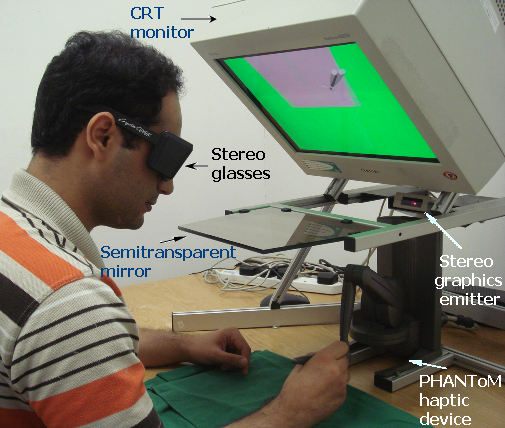 CRT
monitor
Stereo
glasses
Semitransparent
mirror
Stereo
graphics
emitter
PHANToM
haptic
device